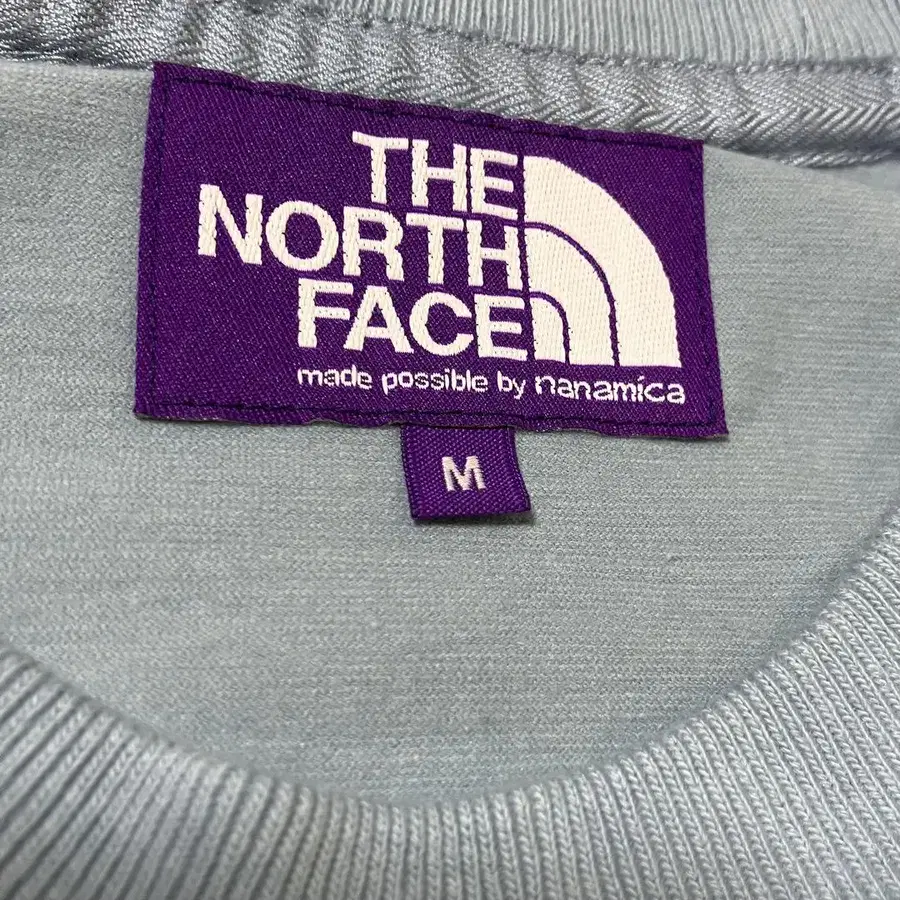 THE
NORTH
FACE
made possible by nanamica
M